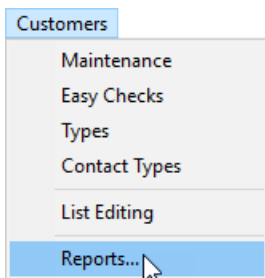 Customers
Maintenance
Easy Checks
Types
Contact Types
List Editing
Reports...